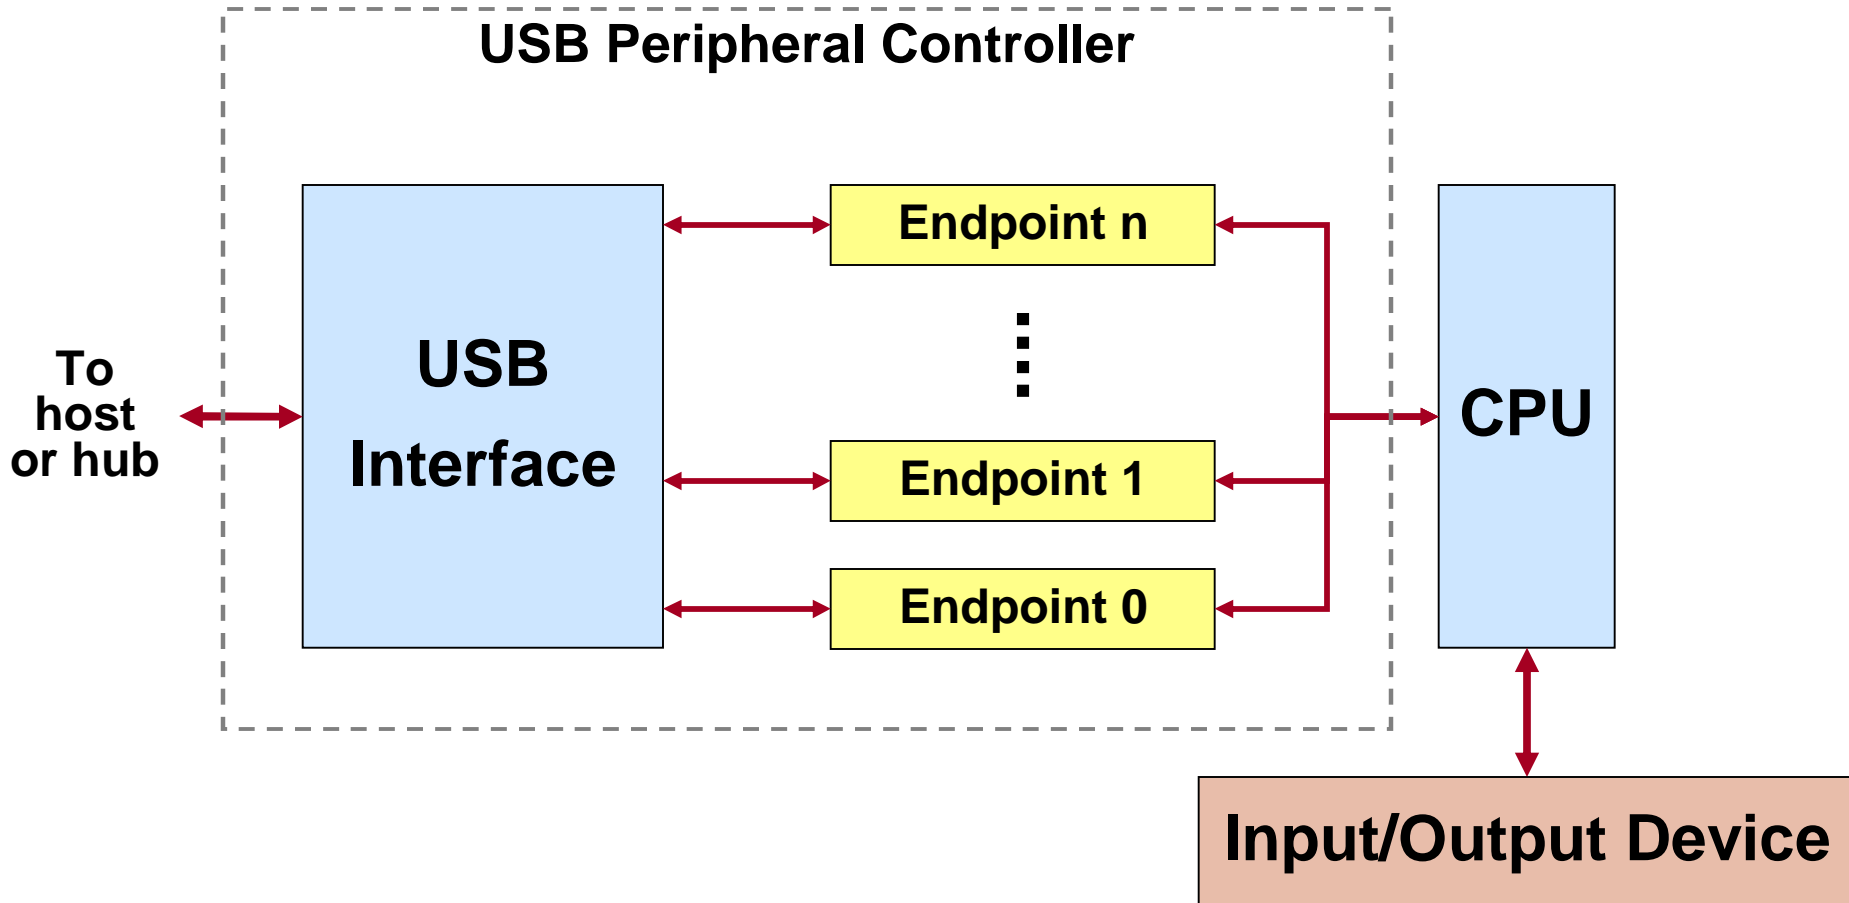 USB Peripheral Controller
To
host
or hub
USB
Interface
Endpoint n
Endpoint 1
Endpoint 0
CPU
Input/Output Device